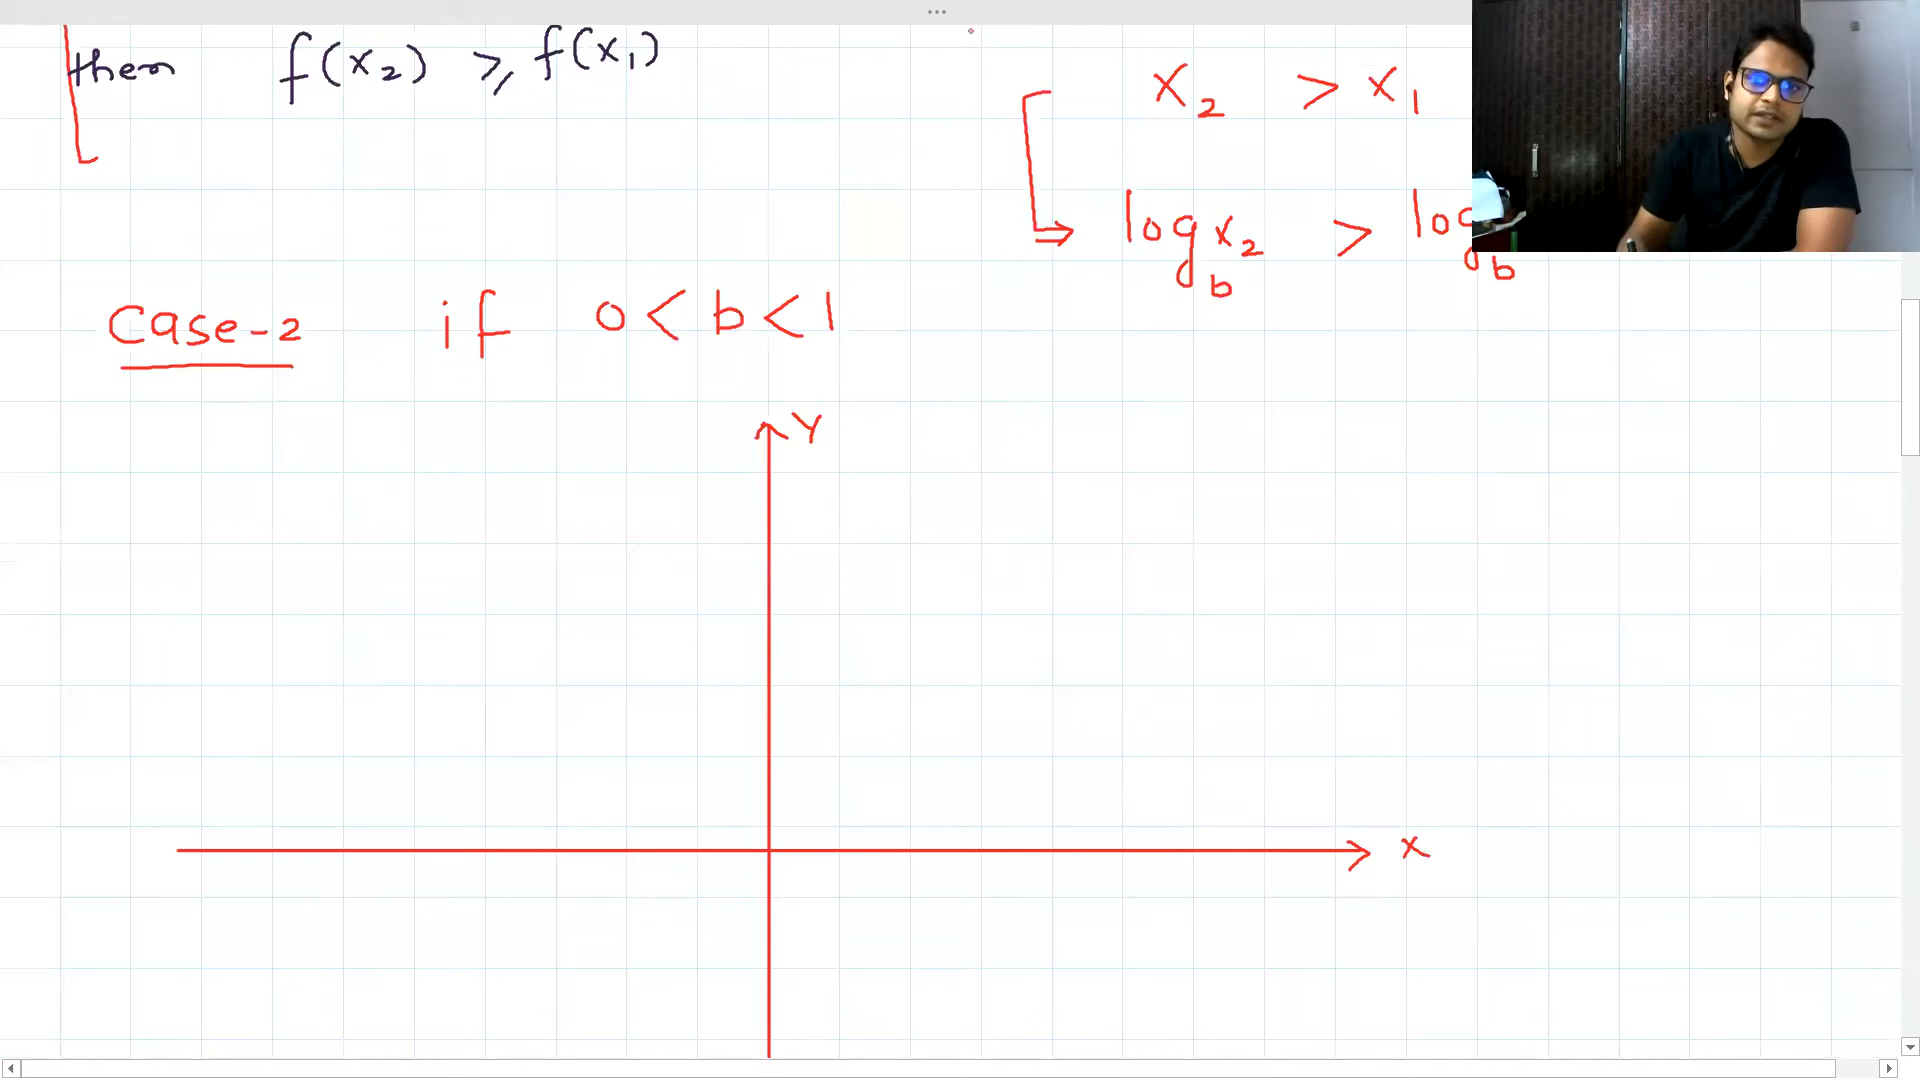 then f(x₂) ⩾ f(x₁)
x₂ > x₁
log_b x₂ > log_b
Case-2 if 0 < b < 1
Y
X